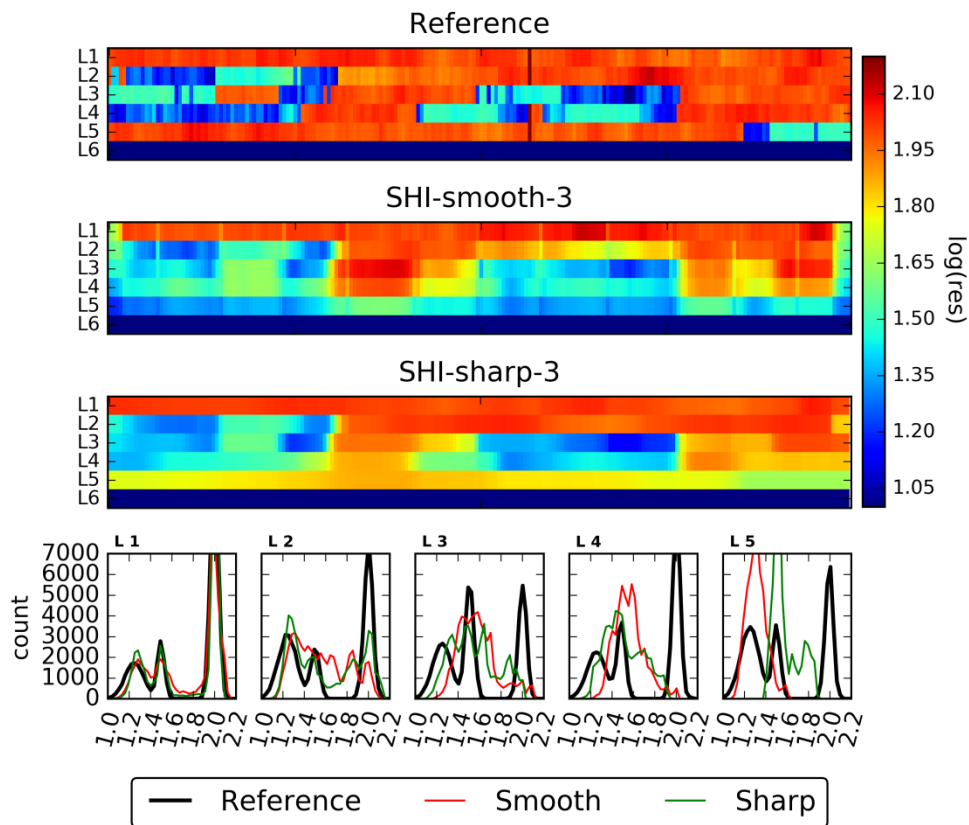 Reference
L1
L2
L3
L4
L5
L6
SHI-smooth-3
L1
L2
L3
L4
L5
L6
SHI-sharp-3
L1
L2
L3
L4
L5
L6
2.10
1.95
1.80
1.65
1.50
1.35
1.20
1.05
log(res)
L 1 L 2 L 3 L 4 L 5
7000
6000
5000
4000
3000
2000
1000
0
count
1.0 1.2 1.4 1.6 1.8 2.0 2.2
1.0 1.2 1.4 1.6 1.8 2.0 2.2
1.0 1.2 1.4 1.6 1.8 2.0 2.2
1.0 1.2 1.4 1.6 1.8 2.0 2.2
1.0 1.2 1.4 1.6 1.8 2.0 2.2
Reference Smooth Sharp